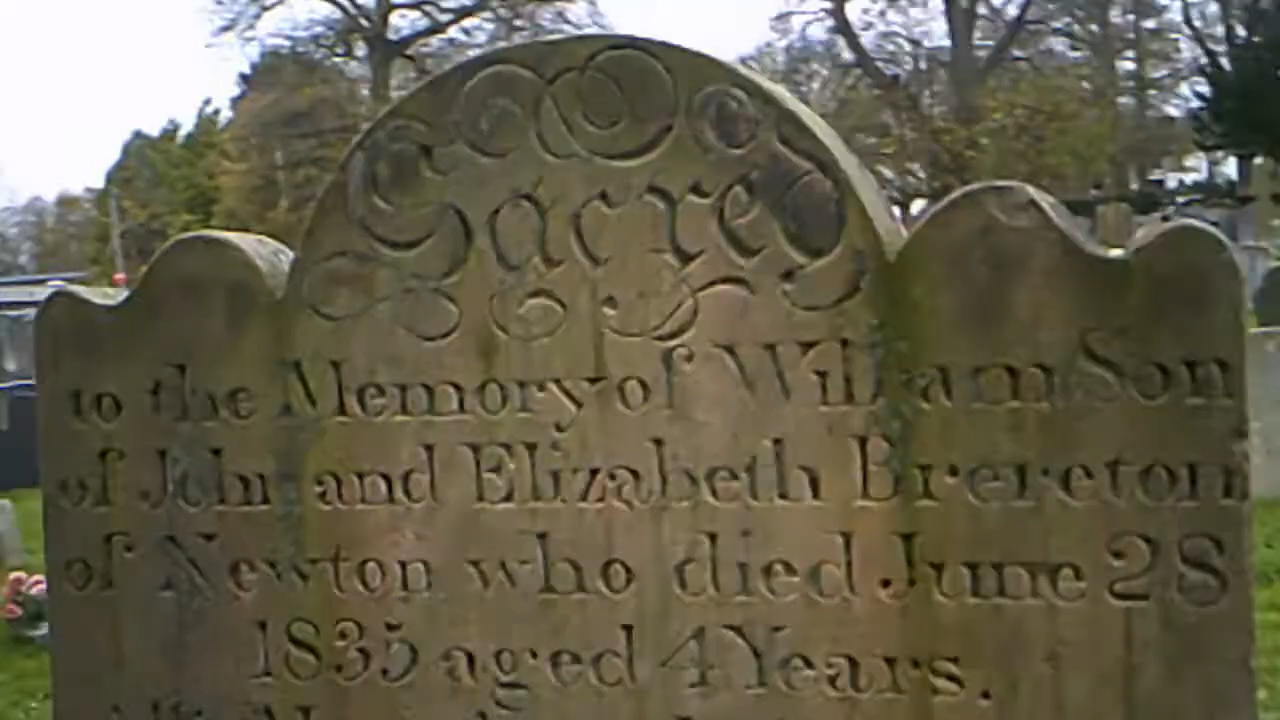 Sacred
to the Memory of William Son
of John and Elizabeth Brereton
of Newton who died June 28
1835 aged 4 Years.